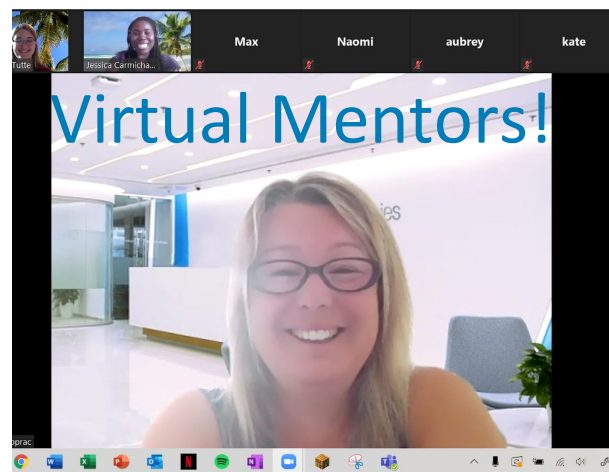 Tutte
Jessica Carmicha...
Max
Naomi
aubrey
kate
Virtual Mentors!
ies
oprac